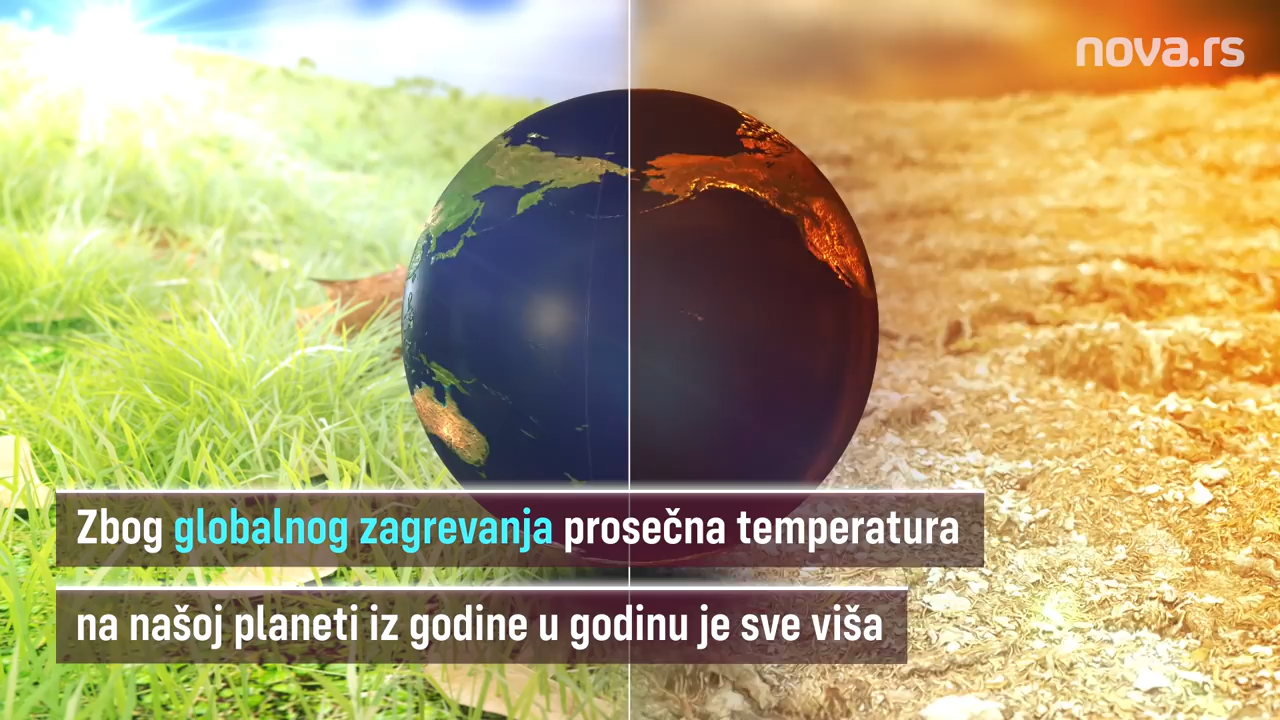 nova.rs
Zbog globalnog zagrevanja prosečna temperatura
na našoj planeti iz godine u godinu je sve viša